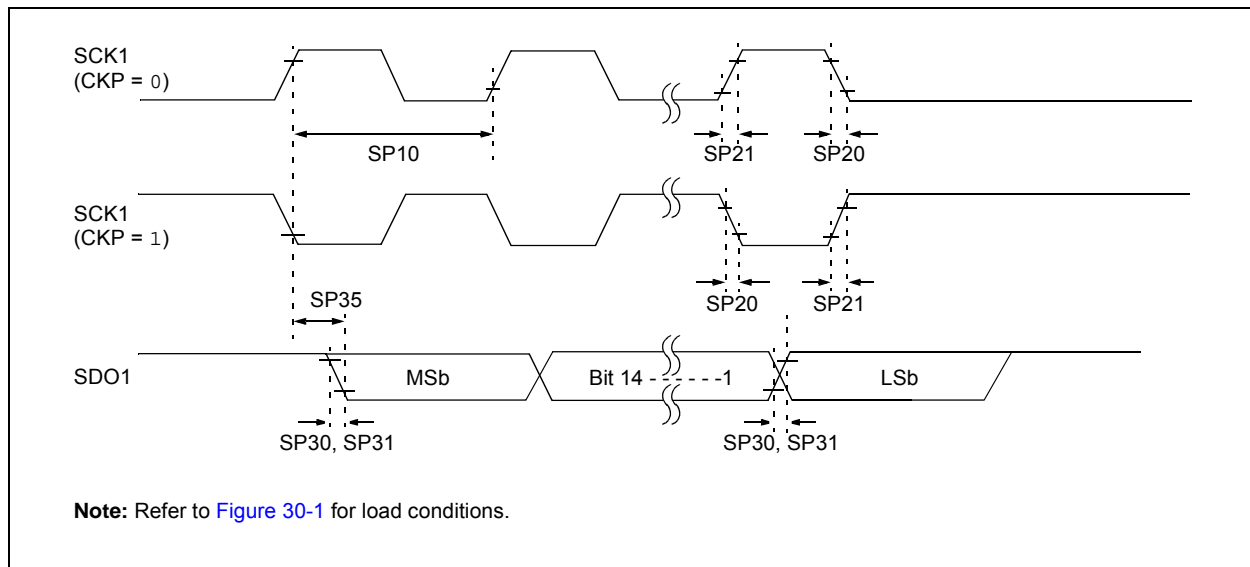 SCK1
(CKP = 0)
SP10
SP21
SP20
SCK1
(CKP = 1)
SP35
SP20
SP21
SDO1
MSb
Bit 14 - - - - - -1
LSb
SP30, SP31
SP30, SP31
Note: Refer to Figure 30-1 for load conditions.